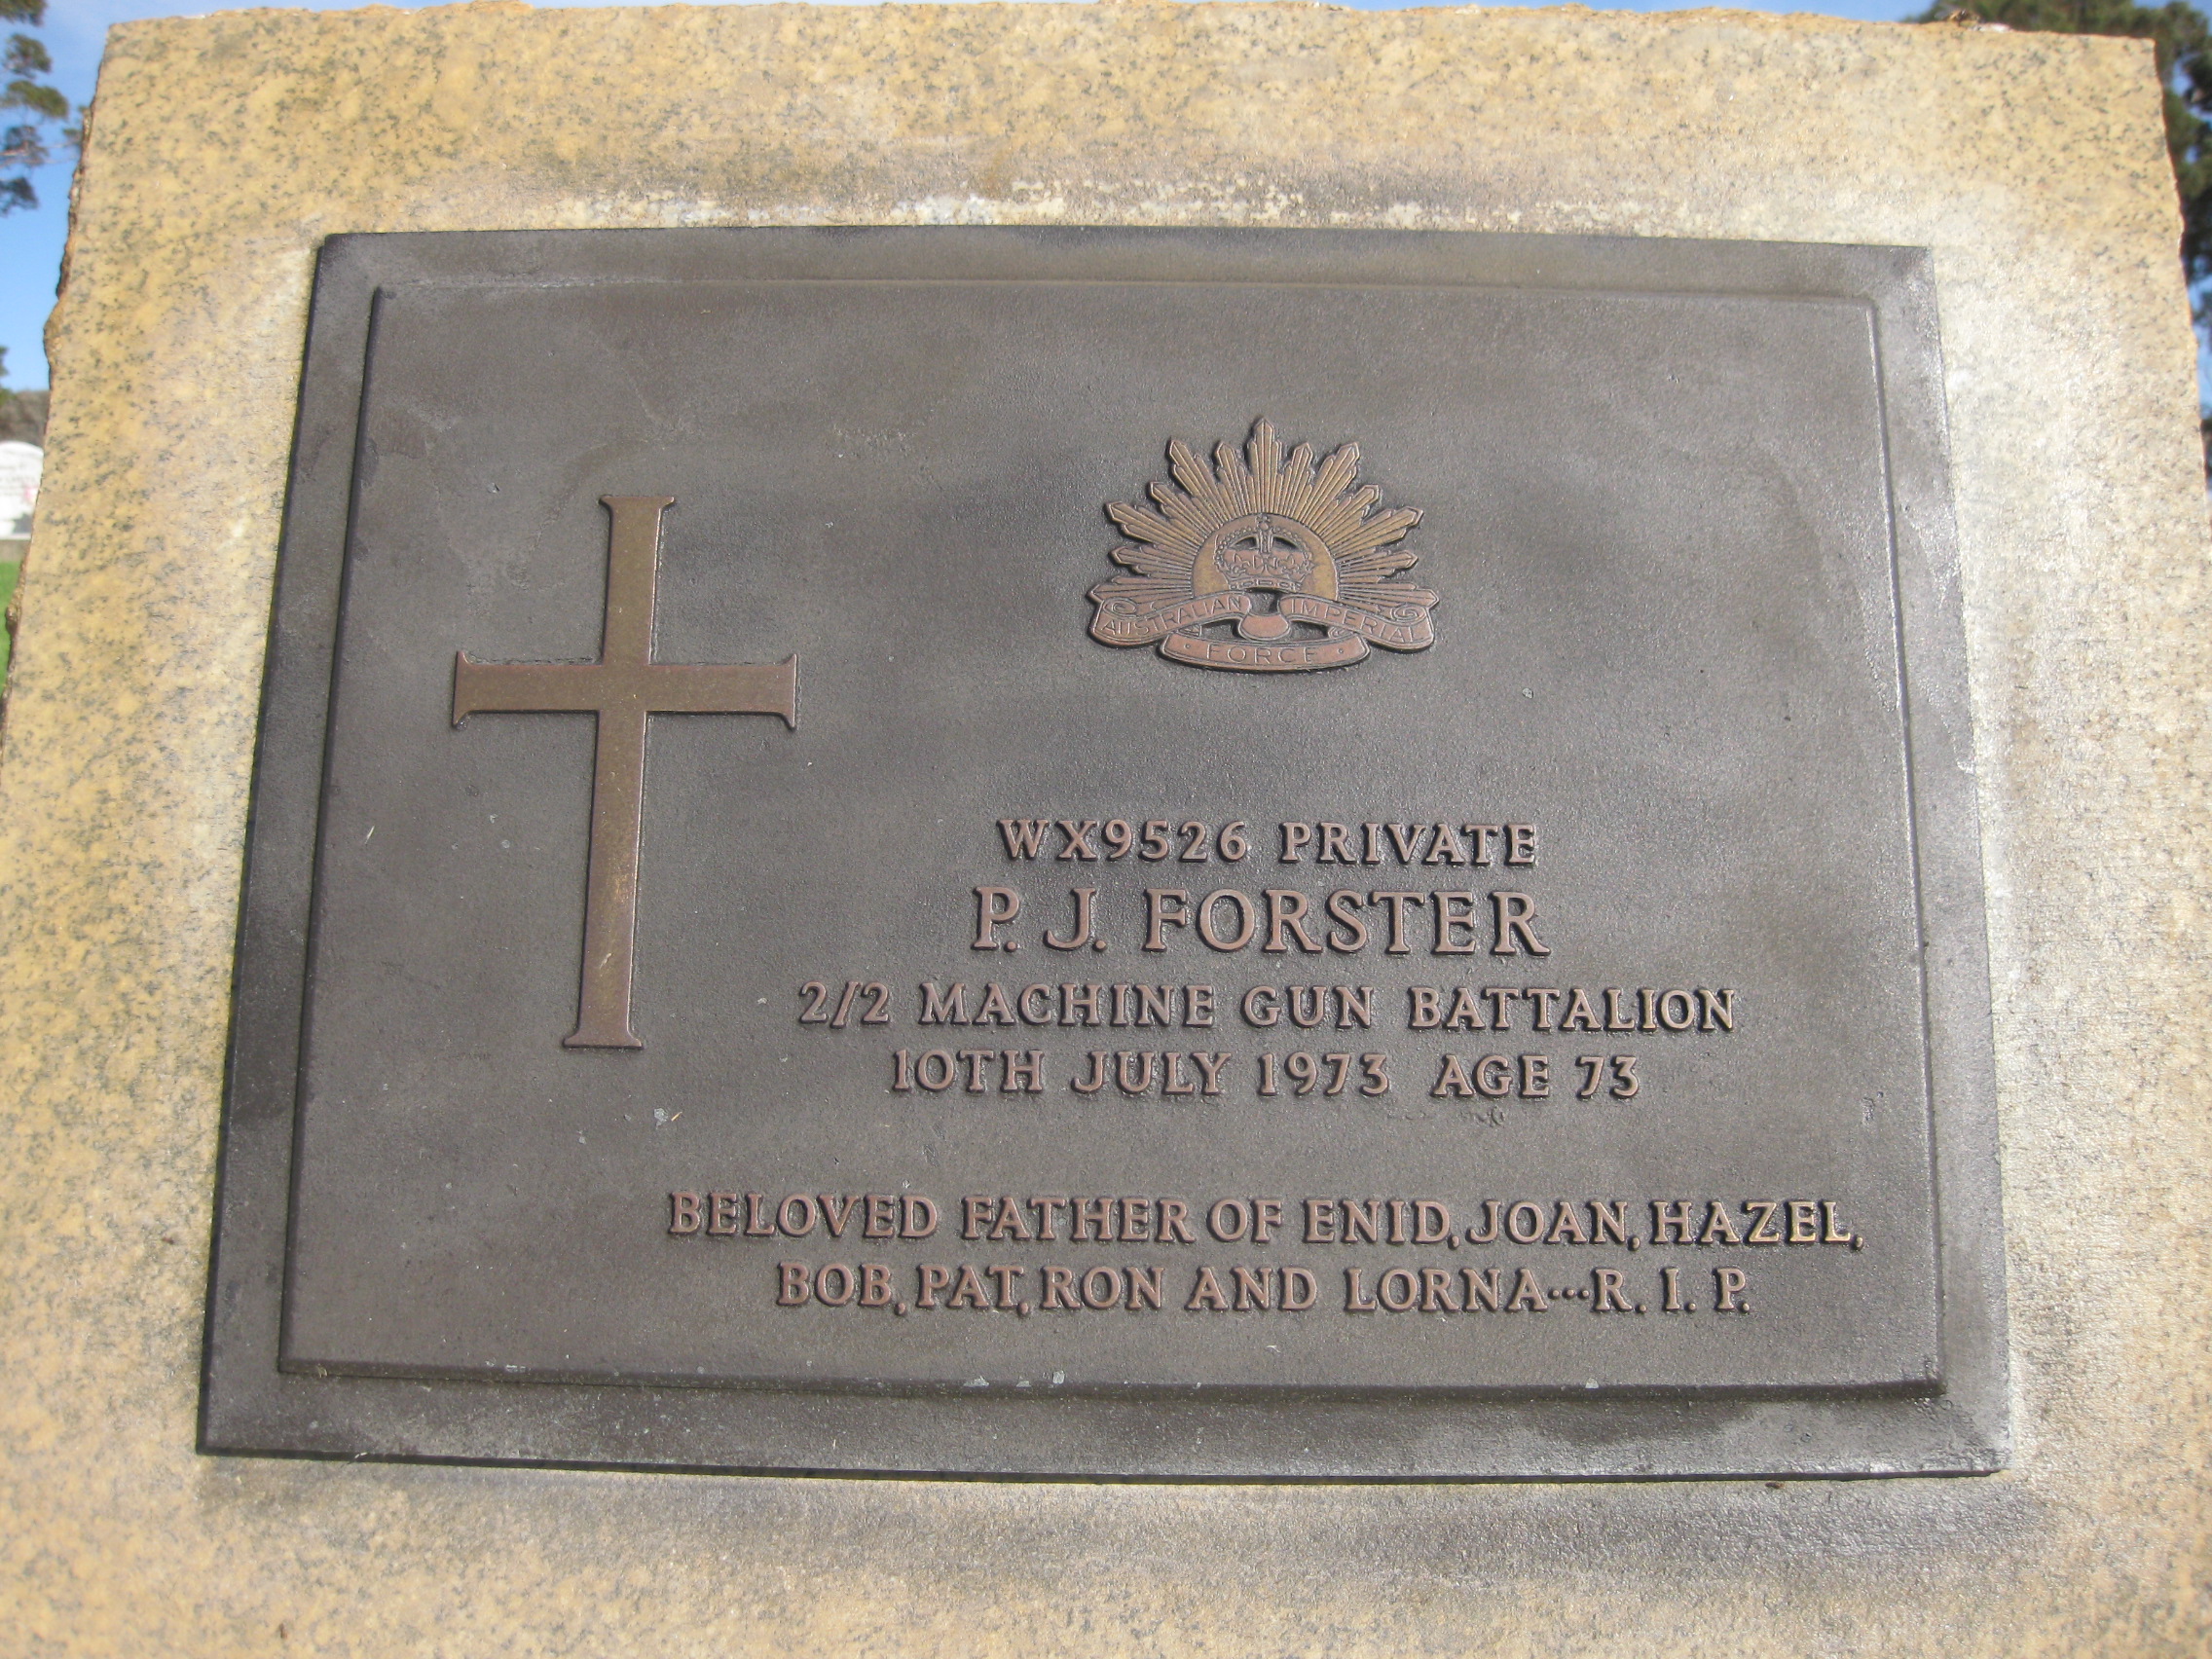 AUSTRALIAN IMPERIAL
FORCE
WX9526 PRIVATE
P. J. FORSTER
2/2 MACHINE GUN BATTALION
10TH JULY 1973 AGE 73
BELOVED FATHER OF ENID, JOAN, HAZEL,
BOB, PAT, RON AND LORNA...R. I. P.